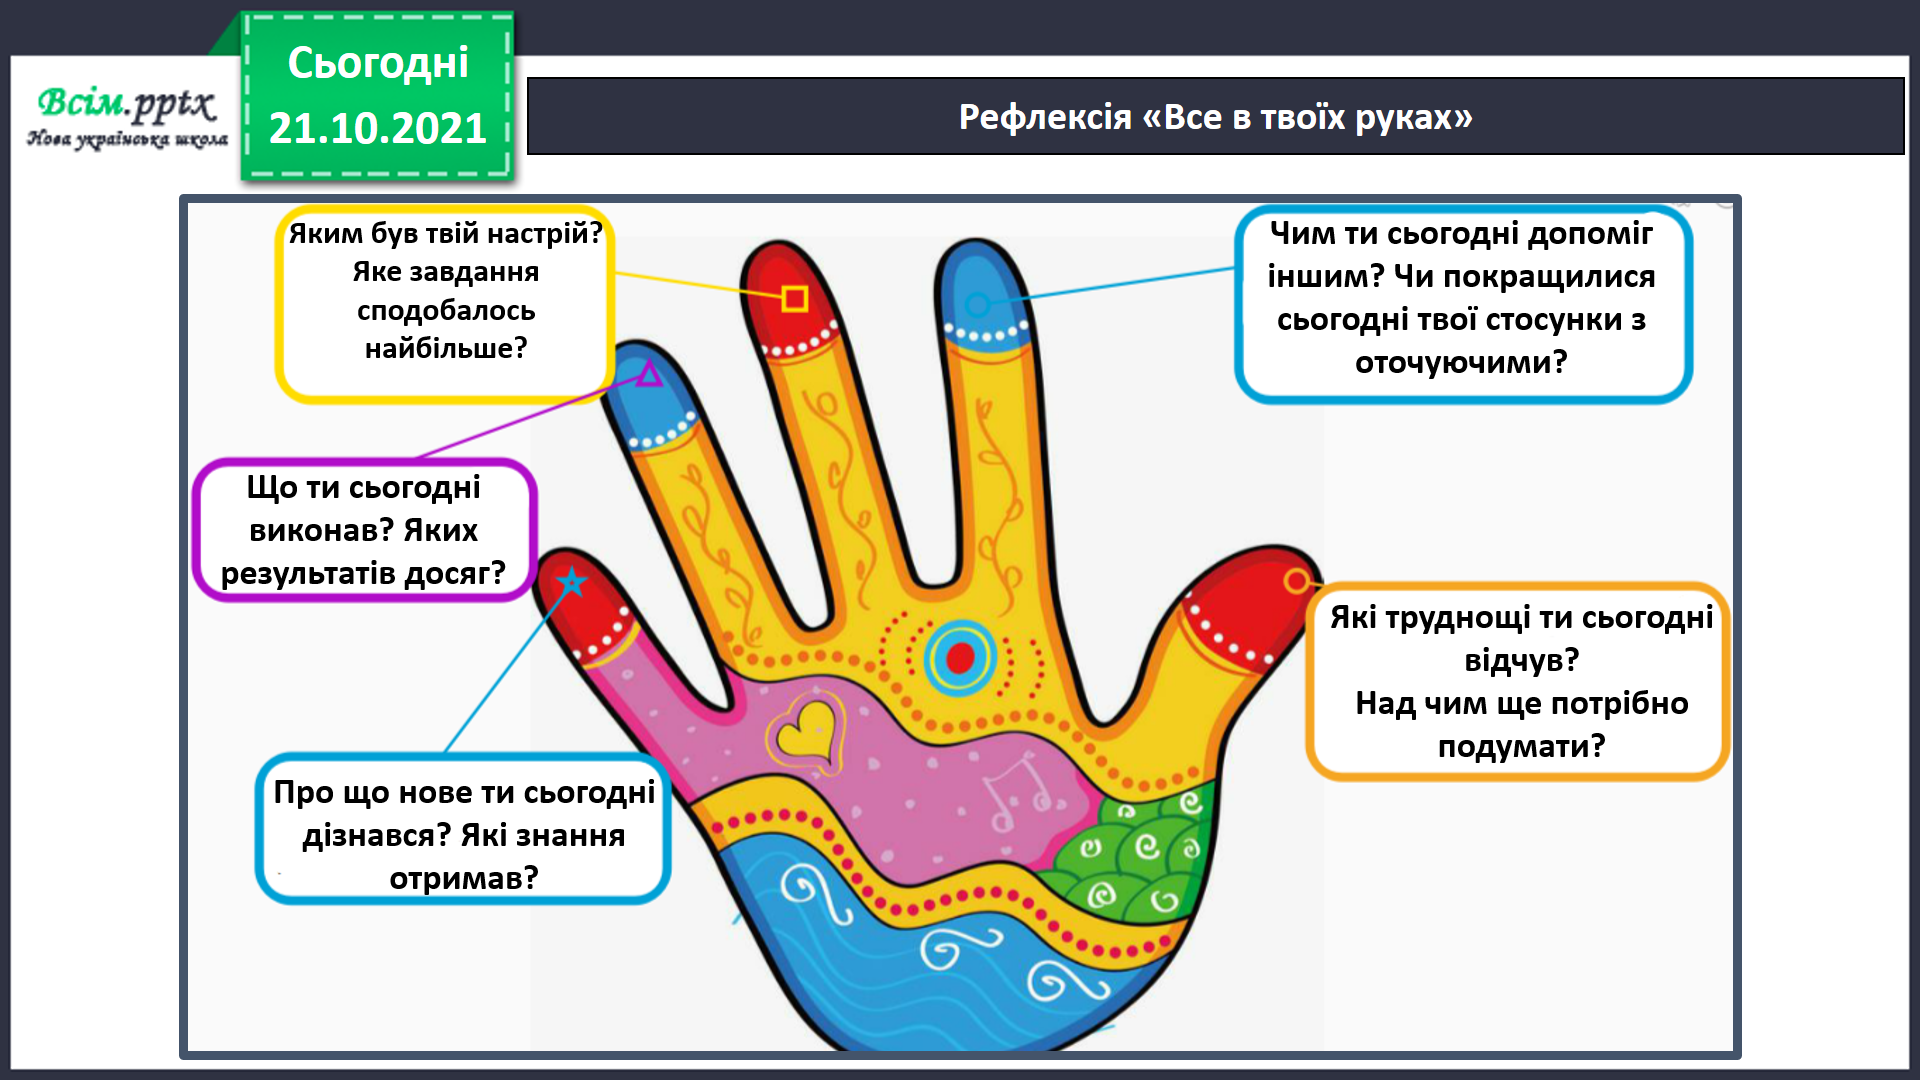 Сьогодні
21.10.2021
Всім.pptx
Нова українська школа
Рефлексія «Все в твоїх руках»
Яким був твій настрій?
Яке завдання
сподобалось
найбільше?
Чим ти сьогодні допоміг
іншим? Чи покращилися
сьогодні твої стосунки з
оточуючими?
Що ти сьогодні
виконав? Яких
результатів досяг?
Які труднощі ти сьогодні
відчув?
Над чим ще потрібно
подумати?
Про що нове ти сьогодні
дізнався? Які знання
отримав?